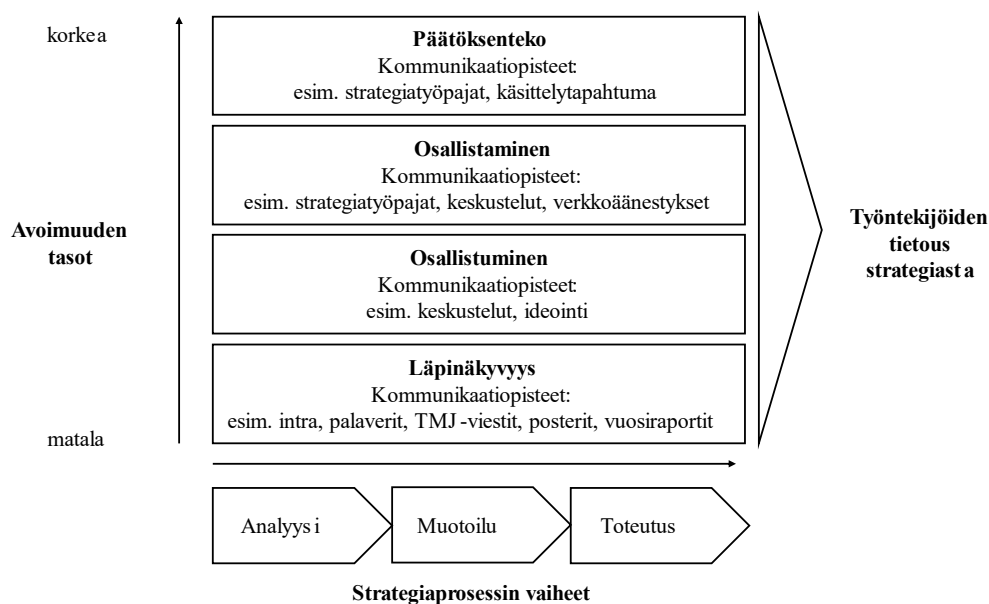 korkea
Päätöksenteko
Kommunikaatiopisteet:
esim. strategiatyöpajat, käsittelytapahtuma
Osallistaminen
Kommunikaatiopisteet:
esim. strategiatyöpajat, keskustelut, verkkoäänestykset
Avoimuuden
tasot
Osallistuminen
Kommunikaatiopisteet:
esim. keskustelut, ideointi
Työntekijöiden
tietous
strategiasta
Läpinäkyvyys
Kommunikaatiopisteet:
esim. intra, palaverit, TMJ-viestit, posterit, vuosiraportit
matala
Analyysi
Muotoilu
Toteutus
Strategiaprosessin vaiheet